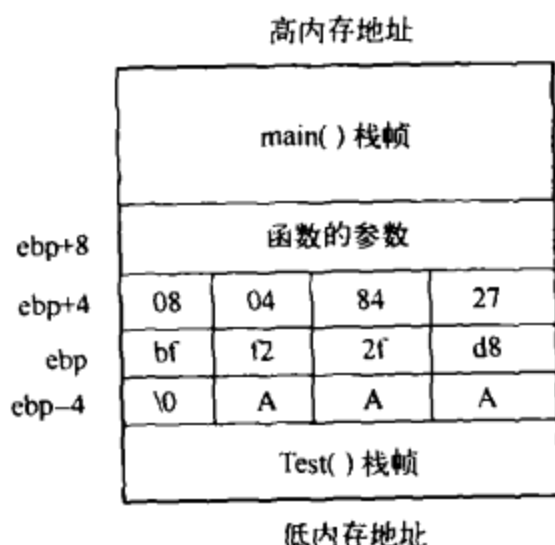 高内存地址
main( ) 栈帧
ebp+8 函数的参数
ebp+4 08 04 84 27
ebp bf f2 2f d8
ebp−4 \0 A A A
Test( ) 栈帧
低内存地址